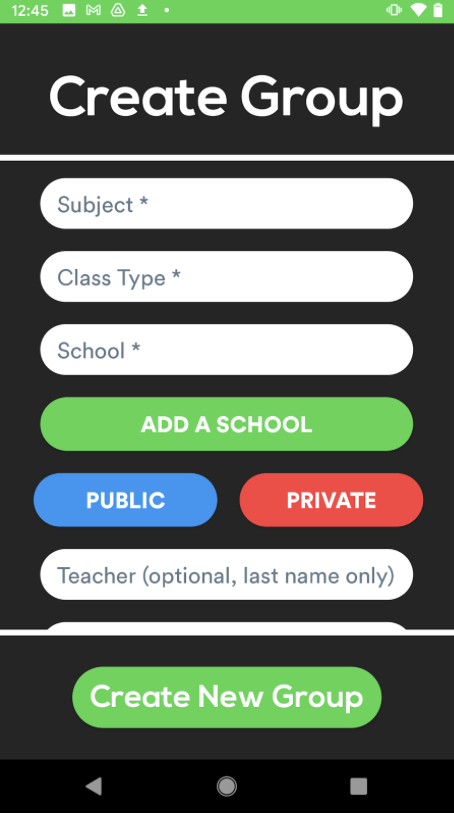 12:45
Create Group
Subject *
Class Type *
School *
ADD A SCHOOL
PUBLIC
PRIVATE
Teacher (optional, last name only)
Create New Group